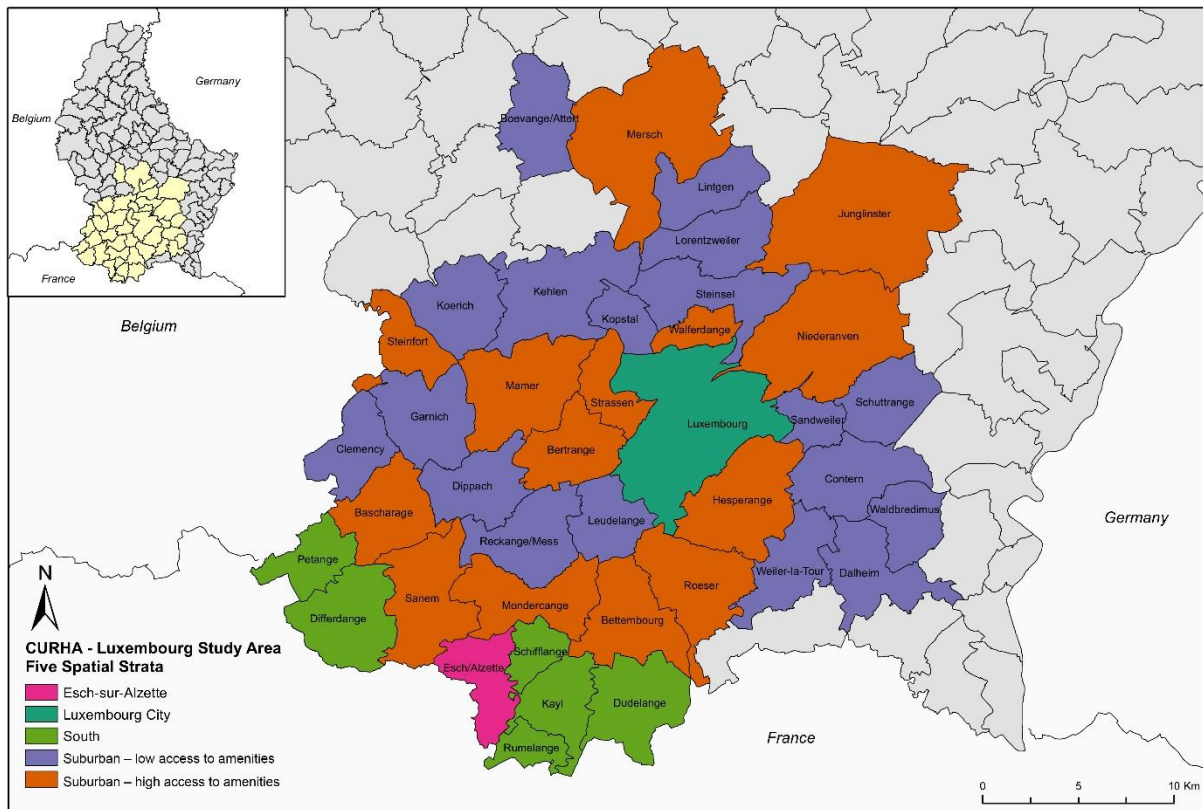 Germany
Belgium
France
Boevange/Attert
Mersch
Lintgen
Junglinster
Lorentzweiler
Koerich
Kehlen
Steinsel
Kopstal
Walferdange
Belgium
Steinfort
Niederanven
Mamer
Strassen
Schuttrange
Garnich
Luxembourg
Sandweiler
Clemency
Bertrange
Dippach
Contern
Hesperange
Waldbredimus
Bascharage
Leudelange
Germany
Reckange/Mess
Petange
Weiler-la-Tour
Dalheim
Roeser
Sanem
Mondercange
Differdange
Bettembourg
Schifflange
Esch/Alzette
Kayl
Dudelange
Rumelange
France
N
CURHA - Luxembourg Study Area
Five Spatial Strata
Esch-sur-Alzette
Luxembourg City
South
Suburban – low access to amenities
Suburban – high access to amenities
0 5 10 Km